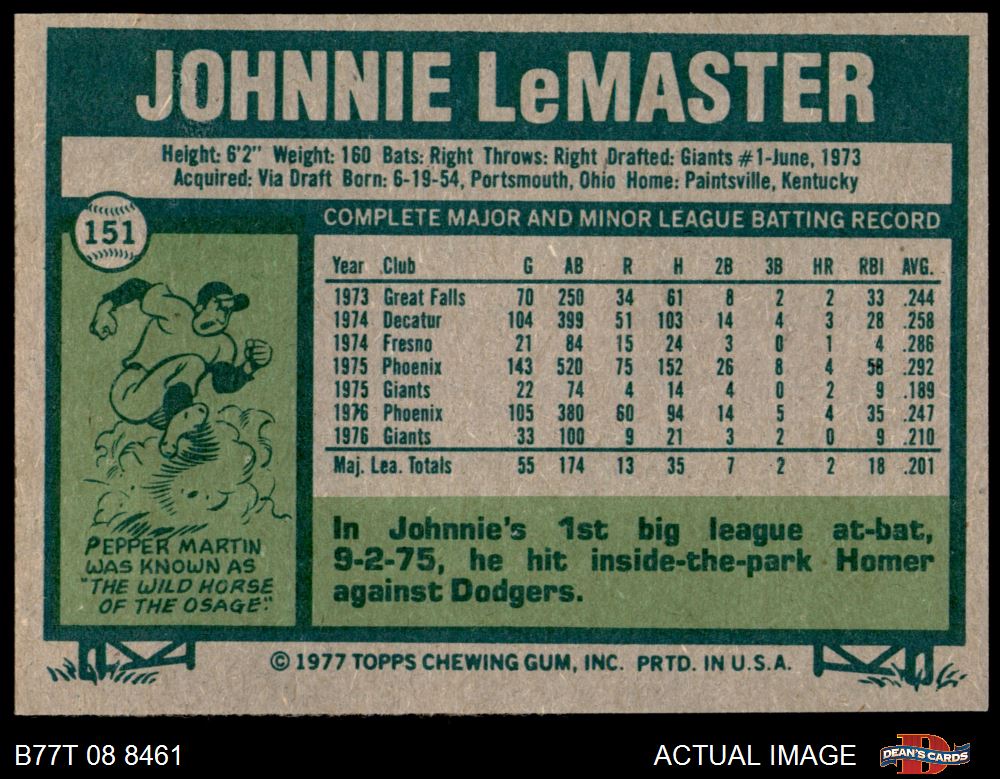 JOHNNIE LeMASTER
Height: 6'2" Weight: 160 Bats: Right Throws: Right Drafted: Giants #1-June, 1973
Acquired: Via Draft Born: 6-19-54, Portsmouth, Ohio Home: Paintsville, Kentucky
151
COMPLETE MAJOR AND MINOR LEAGUE BATTING RECORD
Year Club G AB R H 2B 3B HR RBI AVG.
1973 Great Falls 70 250 34 61 8 2 2 33 .244
1974 Decatur 104 399 51 103 14 4 3 28 .258
1974 Fresno 21 84 15 24 3 0 1 4 .286
1975 Phoenix 143 520 75 152 26 8 4 58 .292
1975 Giants 22 74 4 14 4 0 2 9 .189
1976 Phoenix 105 380 60 94 14 5 4 35 .247
1976 Giants 33 100 9 21 3 2 0 9 .210
Maj. Lea. Totals 55 174 13 35 7 2 2 18 .201
PEPPER MARTIN
WAS KNOWN AS
"THE WILD HORSE
OF THE OSAGE."
In Johnnie's 1st big league at-bat,
9-2-75, he hit inside-the-park Homer
against Dodgers.
© 1977 TOPPS CHEWING GUM, INC. PRTD. IN U.S.A.
B77T 08 8461
ACTUAL IMAGE
DEAN'S CARDS